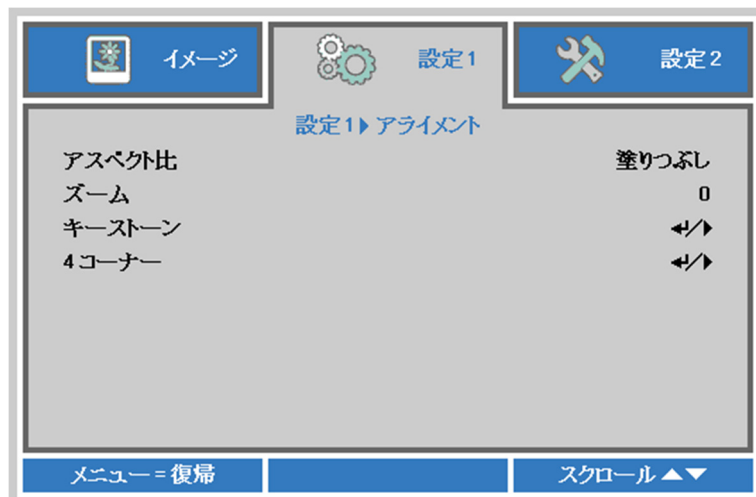 イメージ
設定1
設定2
設定1▶アライメント
アスペクト比 塗りつぶし
ズーム 0
キーストーン ↵/▶
4コーナー ↵/▶
メニュー=復帰 スクロール▲▼